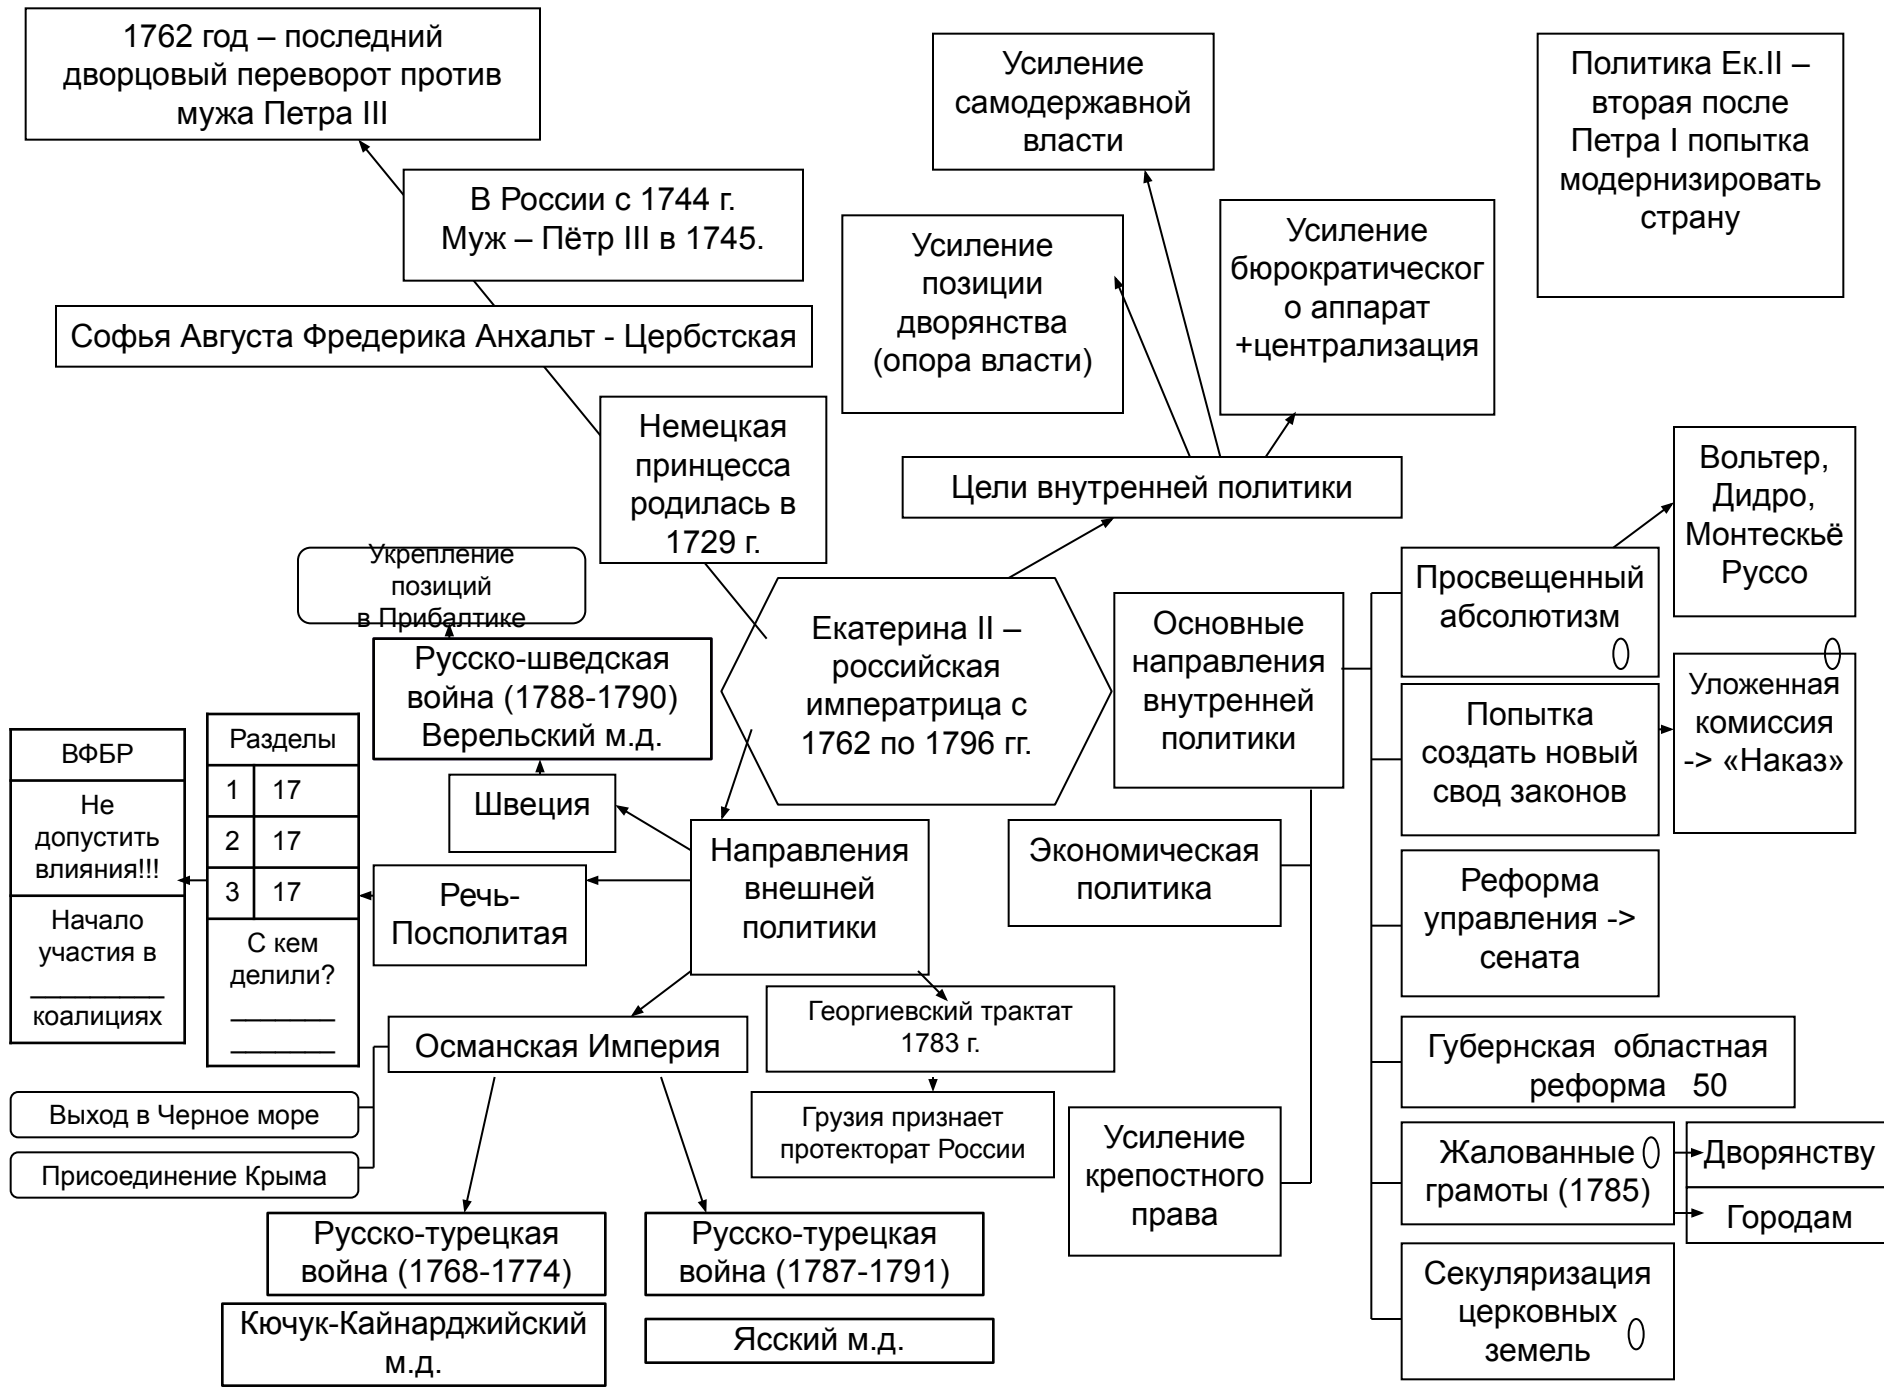 1762 год – последний
дворцовый переворот против
мужа Петра III
В России с 1744 г.
Муж – Пётр III в 1745.
Софья Августа Фредерика Анхальт - Цербстская
Немецкая
принцесса
родилась в
1729 г.
Усиление
самодержавной
власти
Усиление
позиции
дворянства
(опора власти)
Усиление
бюрократическог
о аппарат
+централизация
Политика Ек.II –
вторая после
Петра I попытка
модернизировать
страну
Цели внутренней политики
Вольтер,
Дидро,
Монтескьё
Руссо
Екатерина II –
российская
императрица с
1762 по 1796 гг.
Основные
направления
внутренней
политики
Просвещенный
абсолютизм
Попытка
создать новый
свод законов
Уложенная
комиссия
-> «Наказ»
Реформа
управления ->
сената
Губернская областная
реформа 50
Жалованные
грамоты (1785)
Дворянству
Городам
Секуляризация
церковных
земель
Экономическая
политика
Усиление
крепостного
права
Укрепление
позиций
в Прибалтике
Русско-шведская
война (1788-1790)
Верельский м.д.
Швеция
Направления
внешней
политики
Речь-
Посполитая
Разделы
1 17
2 17
3 17
С кем
делили?
_______
_______
ВФБР
Не
допустить
влияния!!!
Начало
участия в
_________
коалициях
Османская Империя
Выход в Черное море
Присоединение Крыма
Георгиевский трактат
1783 г.
Грузия признает
протекторат России
Русско-турецкая
война (1768-1774)
Кючук-Кайнарджийский
м.д.
Русско-турецкая
война (1787-1791)
Ясский м.д.